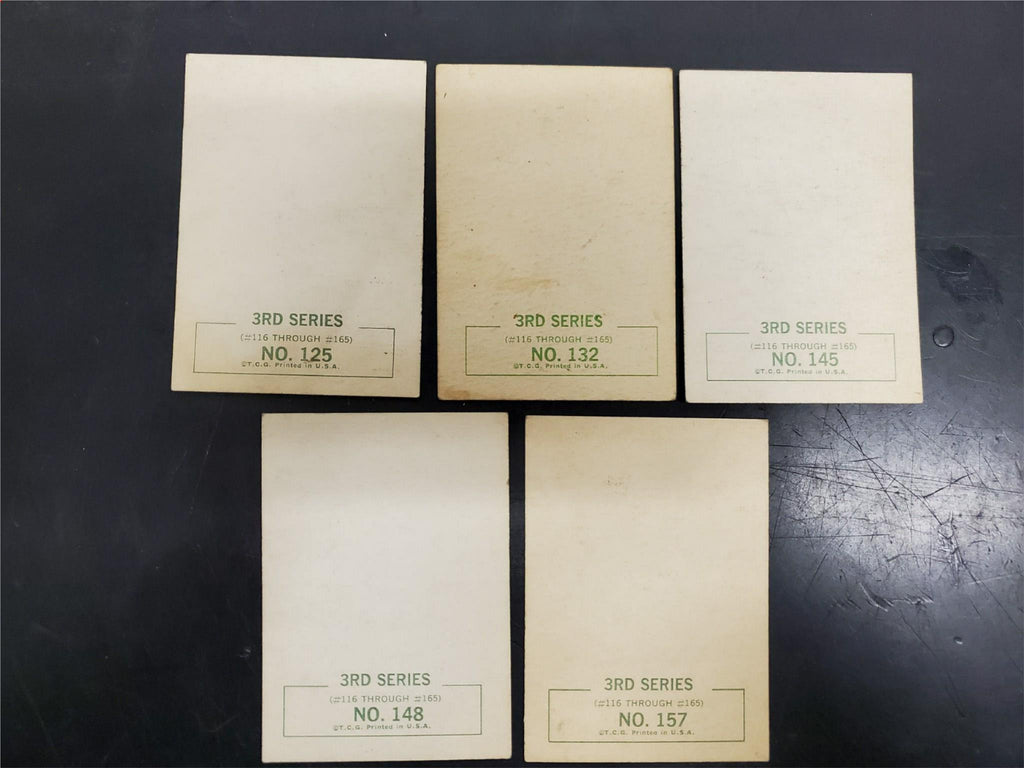 3RD SERIES
(#116 THROUGH #165)
NO. 125
©T.C.G. Printed in U.S.A.
3RD SERIES
(#116 THROUGH #165)
NO. 132
©T.C.G. Printed in U.S.A.
3RD SERIES
(#116 THROUGH #165)
NO. 145
©T.C.G. Printed in U.S.A.
3RD SERIES
(#116 THROUGH #165)
NO. 148
©T.C.G. Printed in U.S.A.
3RD SERIES
(#116 THROUGH #165)
NO. 157
©T.C.G. Printed in U.S.A.